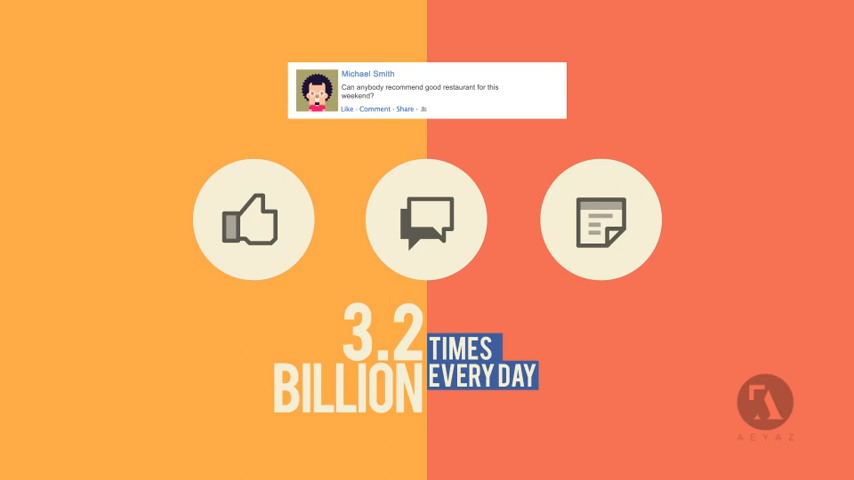 Michael Smith
Can anybody recommend good restaurant for this
weekend?
Like · Comment · Share ·
3.2
BILLION
TIMES
EVERY DAY
AEYAZ